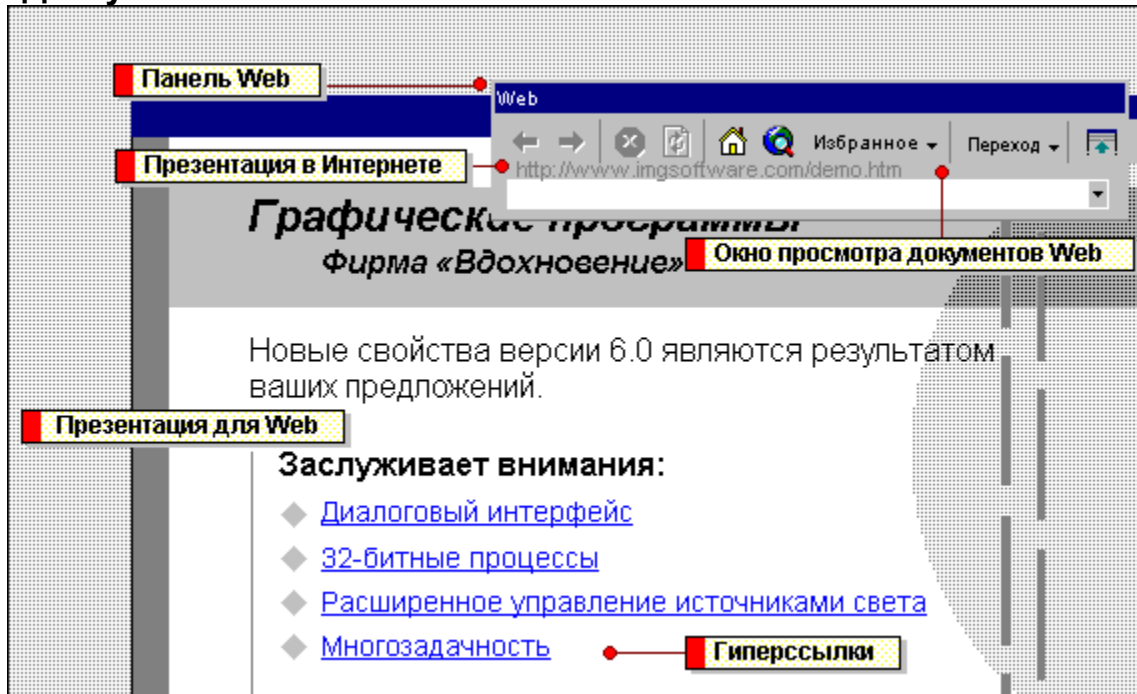 Панель Web
Web
Избранное
Переход
Презентация в Интернете
http://www.imgsoftware.com/demo.htm
Графические программы
Фирма «Вдохновение»
Окно просмотра документов Web
Новые свойства версии 6.0 являются результатом
ваших предложений.
Презентация для Web
Заслуживает внимания:
Диалоговый интерфейс
32-битные процессы
Расширенное управление источниками света
Многозадачность
Гиперссылки